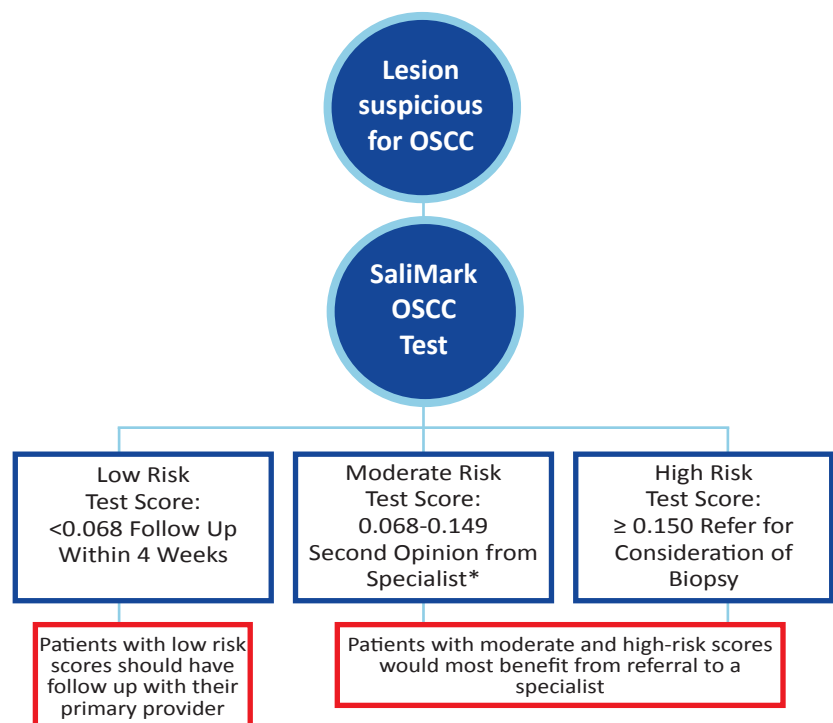 Lesion
suspicious
for OSCC
SaliMark
OSCC
Test
Low Risk
Test Score:
<0.068 Follow Up
Within 4 Weeks
Moderate Risk
Test Score:
0.068-0.149
Second Opinion from
Specialist*
High Risk
Test Score:
≥ 0.150 Refer for
Consideration of
Biopsy
Patients with low risk
scores should have
follow up with their
primary provider
Patients with moderate and high-risk scores
would most benefit from referral to a
specialist